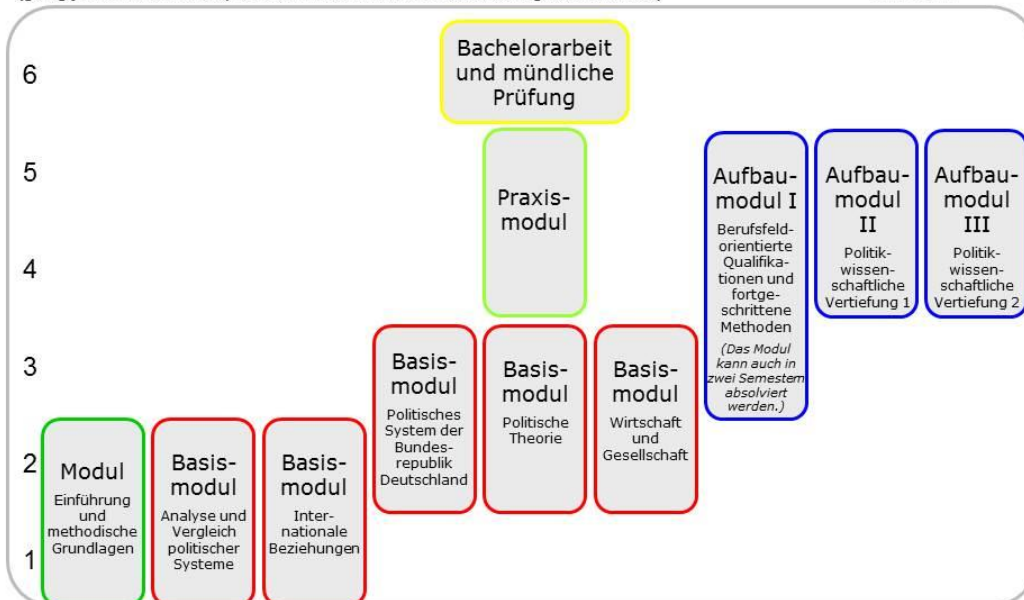 6
Bachelorarbeit
und mündliche
Prüfung
5
Praxis-
modul
Aufbau-
modul I
Berufsfeld-
orientierte
Qualifika-
tionen und
fortge-
schrittene
Methoden
(Das Modul
kann auch in
zwei Semestern
absolviert
werden.)
Aufbau-
modul
II
Politik-
wissen-
schaftliche
Vertiefung 1
Aufbau-
modul
III
Politik-
wissen-
schaftliche
Vertiefung 2
4
3
Basis-
modul
Politisches
System der
Bundes-
republik
Deutschland
Basis-
modul
Politische
Theorie
Basis-
modul
Wirtschaft
und
Gesellschaft
2
Modul
Einführung
und
methodische
Grundlagen
Basis-
modul
Analyse und
Vergleich
politischer
Systeme
Basis-
modul
Inter-
nationale
Beziehungen
1